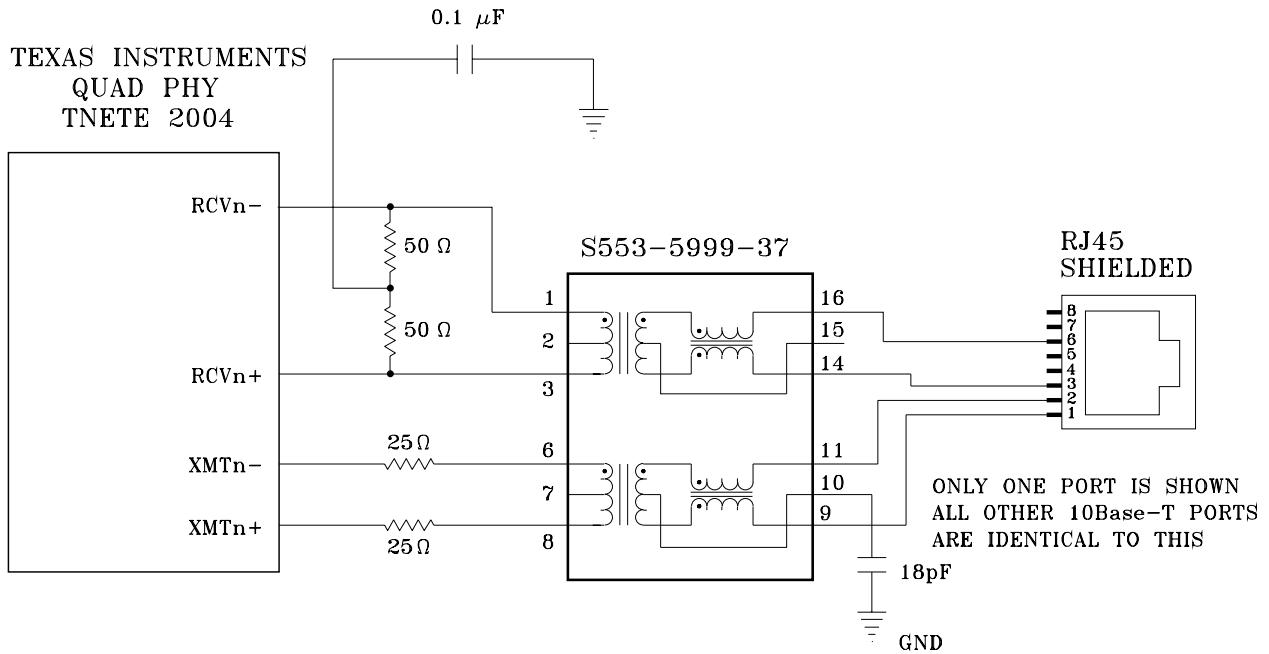 0.1 μF
TEXAS INSTRUMENTS
QUAD PHY
TNETE 2004
RCVn-
50 Ω
50 Ω
RCVn+
25Ω
XMTn-
XMTn+
25Ω
S553-5999-37
1
2
3
6
7
8
16
15
14
11
10
9
RJ45
SHIELDED
8
7
6
5
4
3
2
1
ONLY ONE PORT IS SHOWN
ALL OTHER 10Base-T PORTS
ARE IDENTICAL TO THIS
18pF
GND